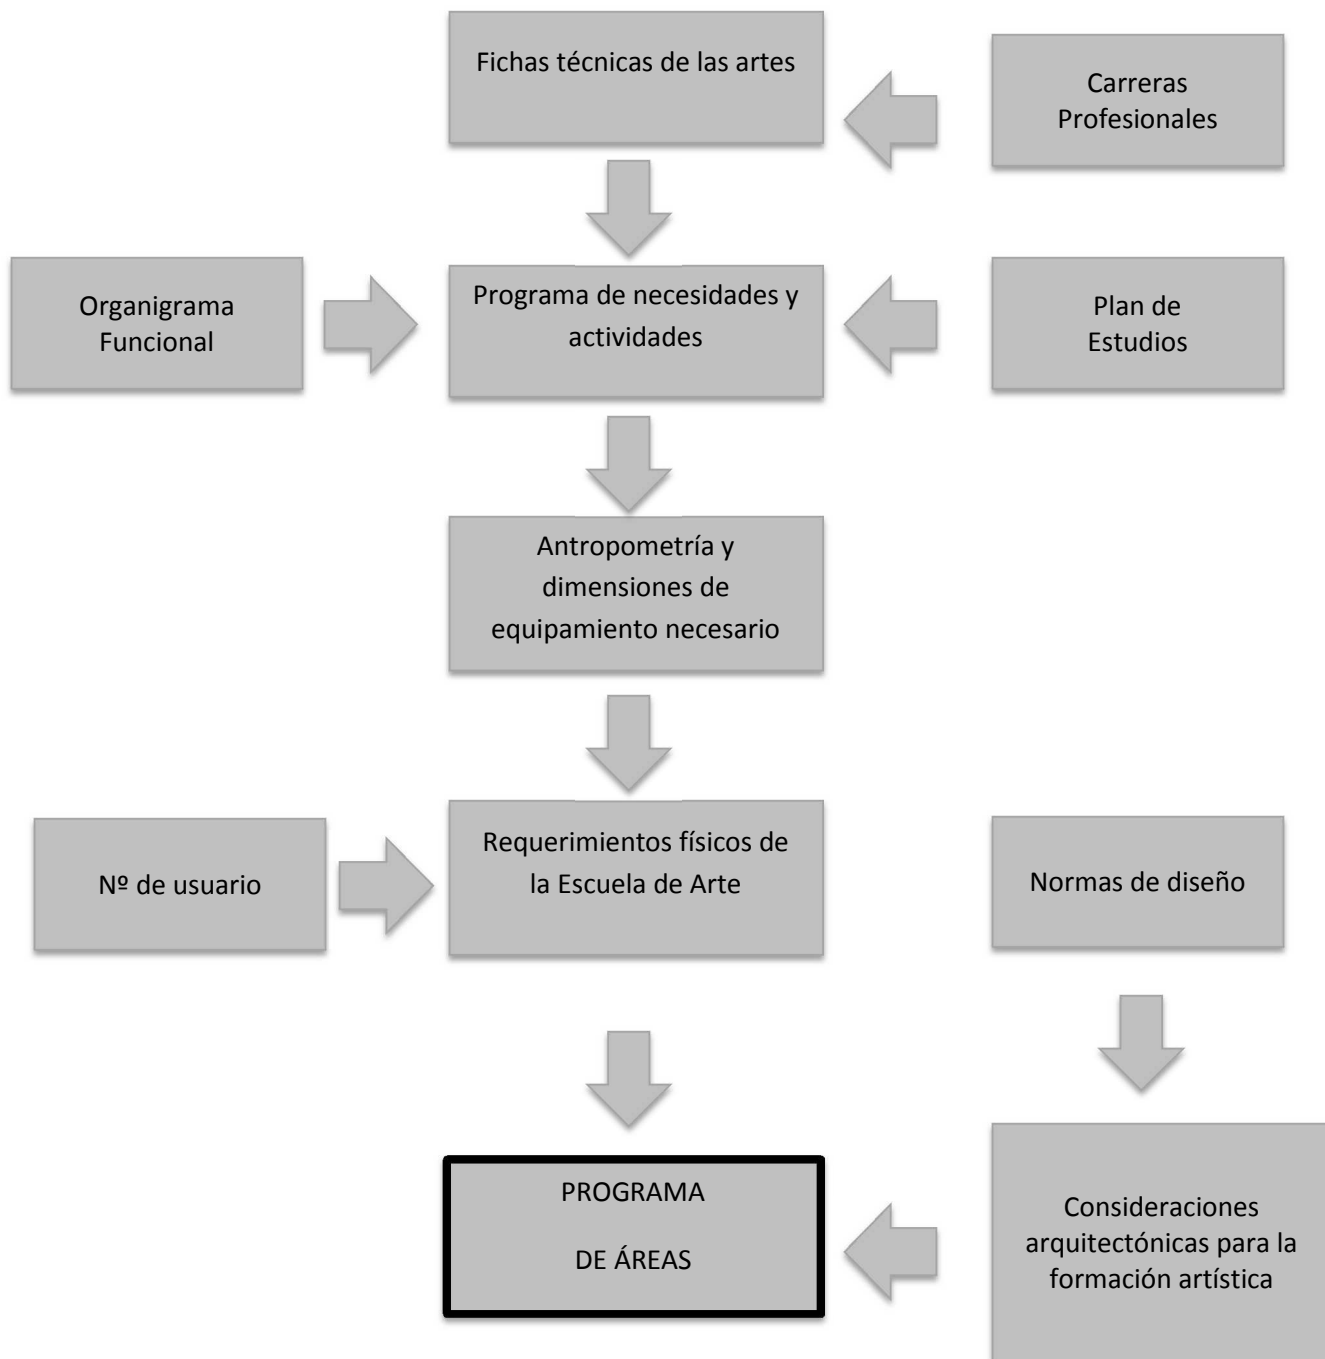 Fichas técnicas de las artes
Carreras
Profesionales
Organigrama
Funcional
Programa de necesidades y
actividades
Plan de
Estudios
Antropometría y
dimensiones de
equipamiento necesario
Nº de usuario
Requerimientos físicos de
la Escuela de Arte
Normas de diseño
PROGRAMA
DE ÁREAS
Consideraciones
arquitectónicas para la
formación artística